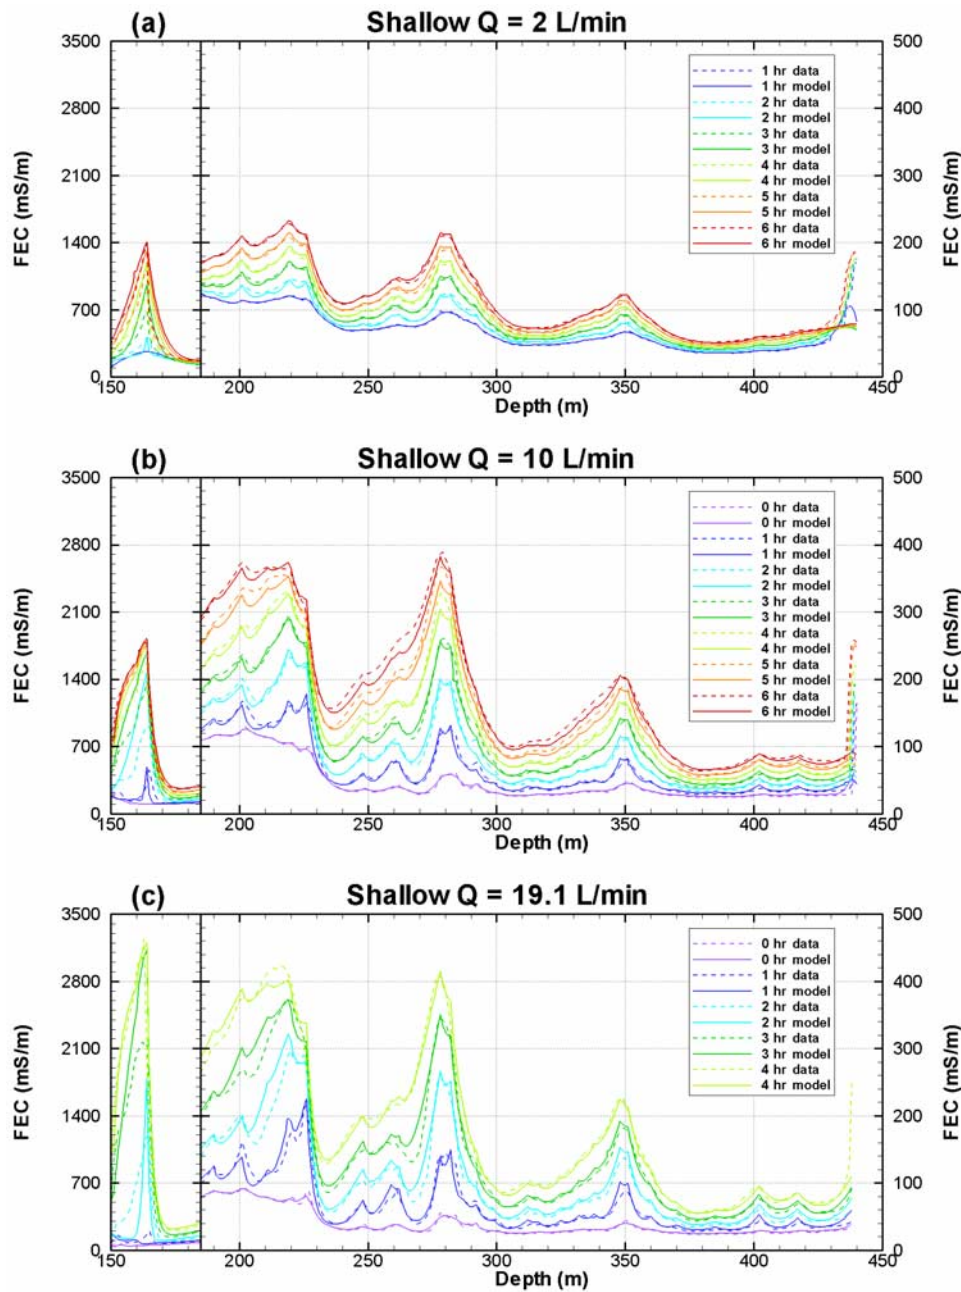 (a) Shallow Q = 2 L/min
3500
2800
2100
1400
700
0
FEC (mS/m)
500
400
300
200
100
0
FEC (mS/m)
1 hr data
1 hr model
2 hr data
2 hr model
3 hr data
3 hr model
4 hr data
4 hr model
5 hr data
5 hr model
6 hr data
6 hr model
150 200 250 300 350 400 450
Depth (m)
(b) Shallow Q = 10 L/min
3500
2800
2100
1400
700
0
FEC (mS/m)
500
400
300
200
100
0
FEC (mS/m)
0 hr data
0 hr model
1 hr data
1 hr model
2 hr data
2 hr model
3 hr data
3 hr model
4 hr data
4 hr model
5 hr data
5 hr model
6 hr data
6 hr model
150 200 250 300 350 400 450
Depth (m)
(c) Shallow Q = 19.1 L/min
3500
2800
2100
1400
700
0
FEC (mS/m)
500
400
300
200
100
0
FEC (mS/m)
0 hr data
0 hr model
1 hr data
1 hr model
2 hr data
2 hr model
3 hr data
3 hr model
4 hr data
4 hr model
150 200 250 300 350 400 450
Depth (m)